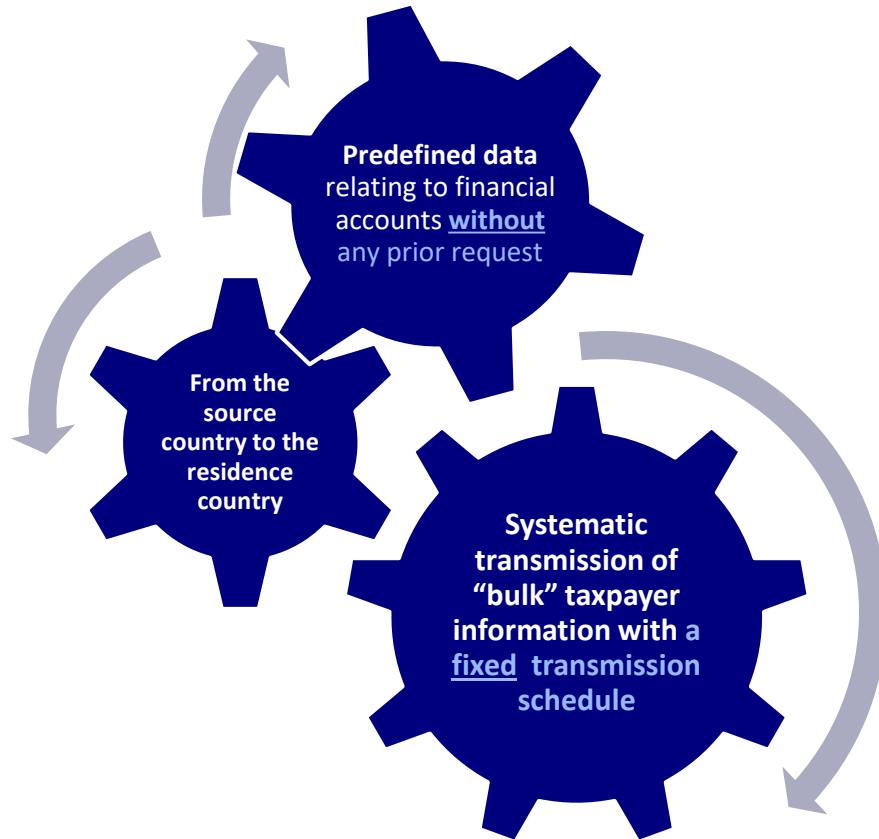 Predefined data
relating to financial
accounts without
any prior request
From the
source
country to the
residence
country
Systematic
transmission of
“bulk” taxpayer
information with a
fixed transmission
schedule